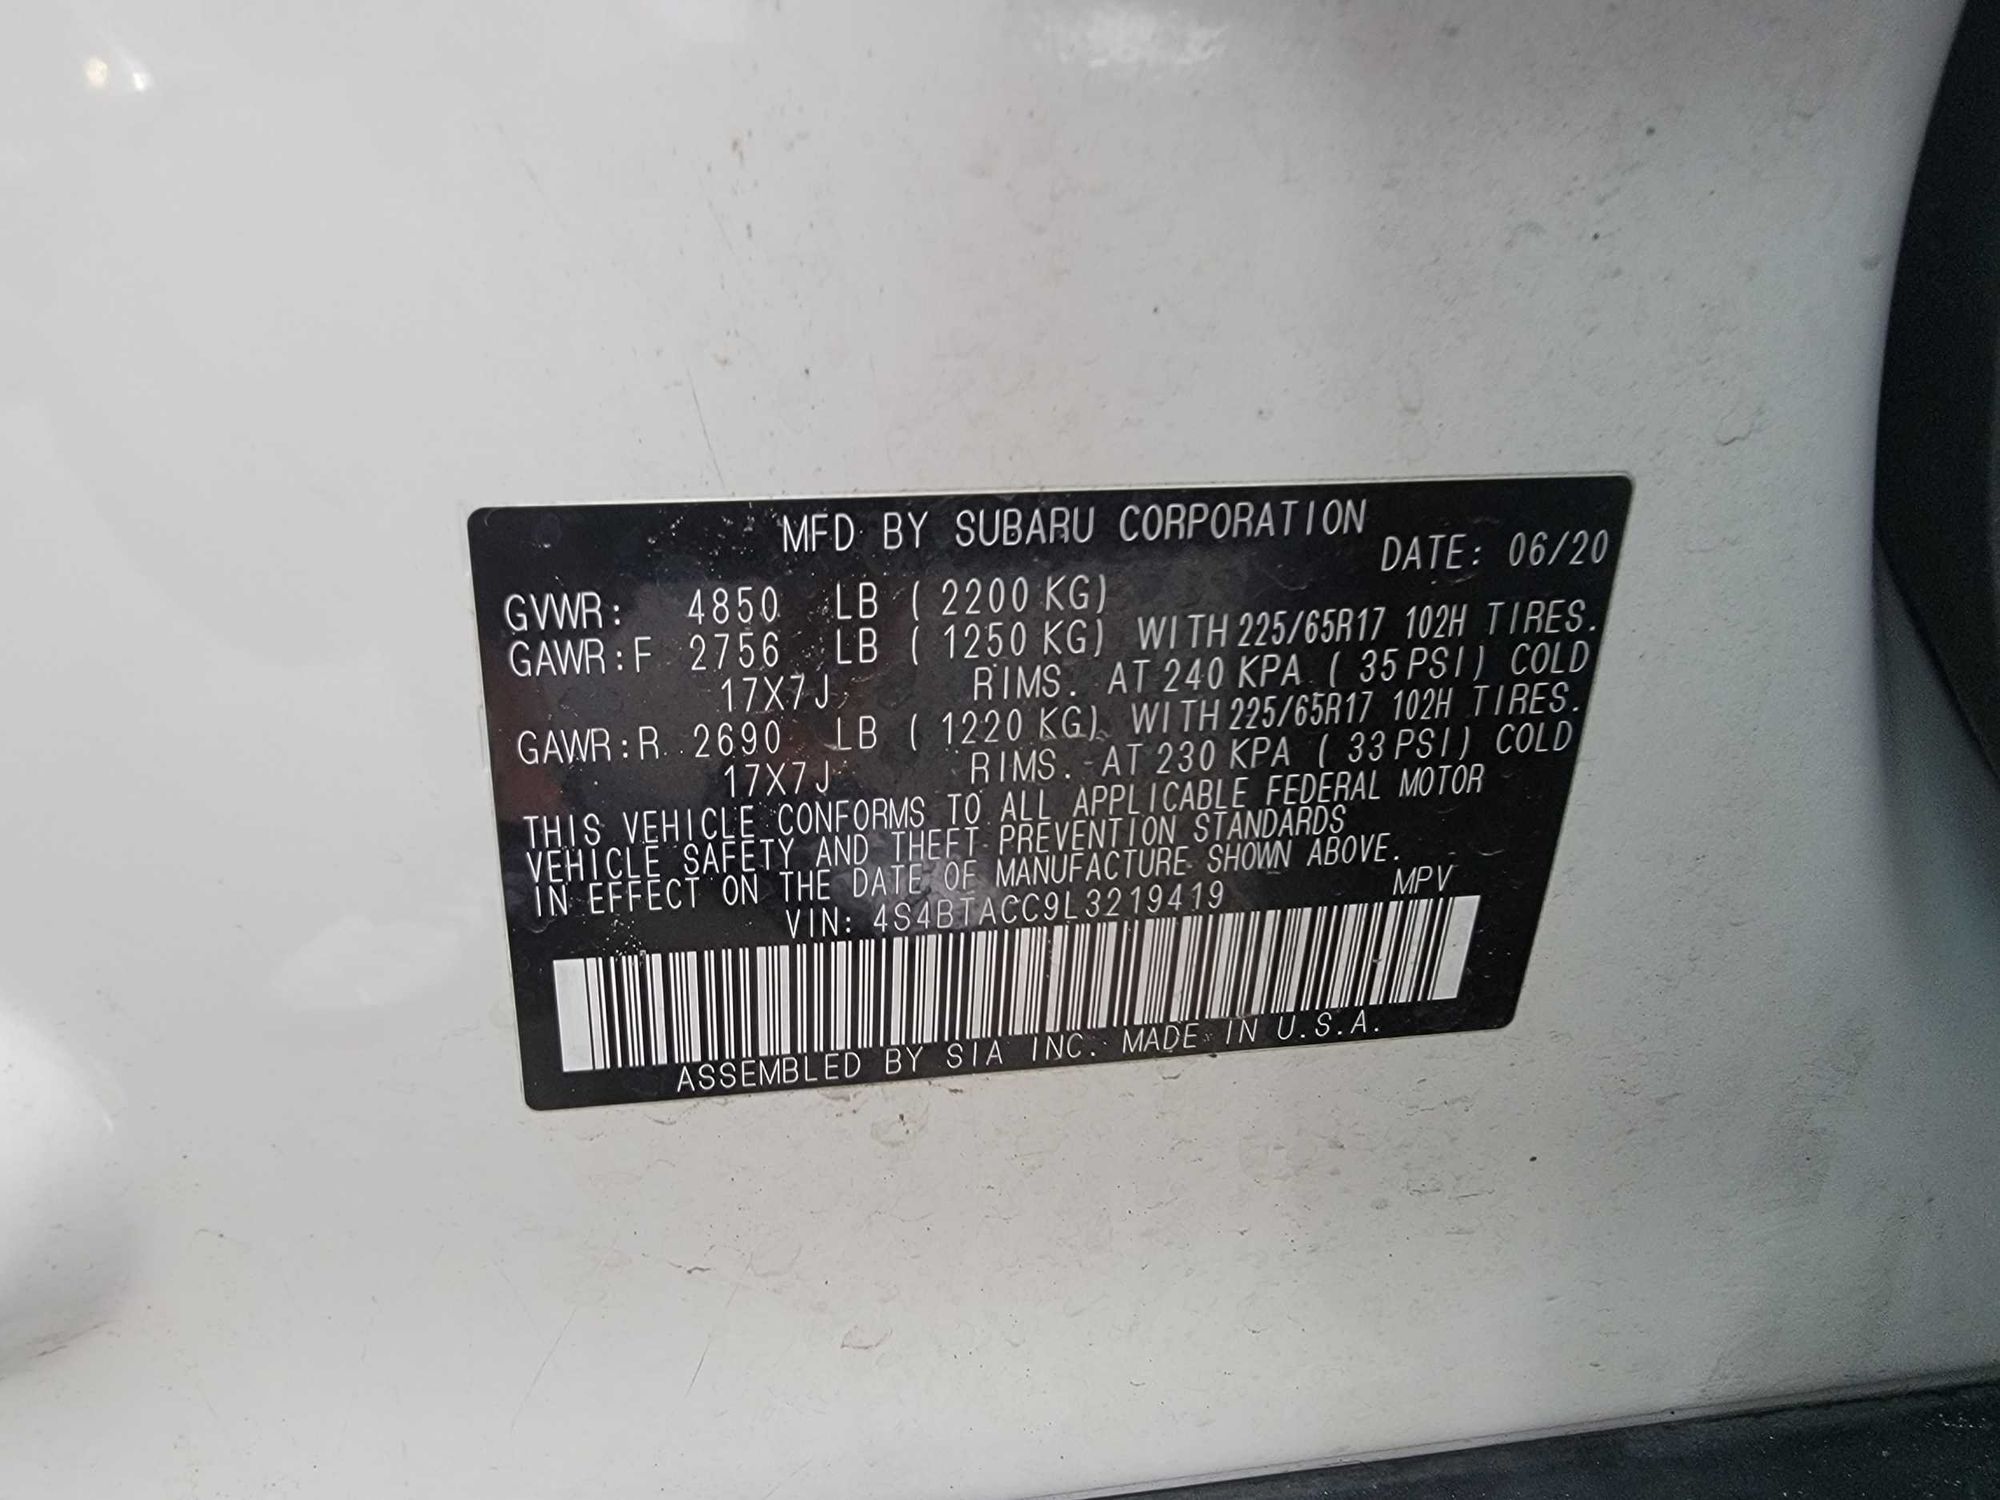 MFD BY SUBARU CORPORATION
DATE: 06/20
GVWR: 4850 LB ( 2200 KG)
GAWR:F 2756 LB ( 1250 KG) WITH 225/65R17 102H TIRES.
17X7J RIMS. AT 240 KPA ( 35 PSI) COLD
GAWR:R 2690 LB ( 1220 KG) WITH 225/65R17 102H TIRES.
17X7J RIMS. AT 230 KPA ( 33 PSI) COLD
THIS VEHICLE CONFORMS TO ALL APPLICABLE FEDERAL MOTOR
VEHICLE SAFETY AND THEFT PREVENTION STANDARDS
IN EFFECT ON THE DATE OF MANUFACTURE SHOWN ABOVE.
VIN: 4S4BTACC9L3219419 MPV
ASSEMBLED BY SIA INC. MADE IN U.S.A.